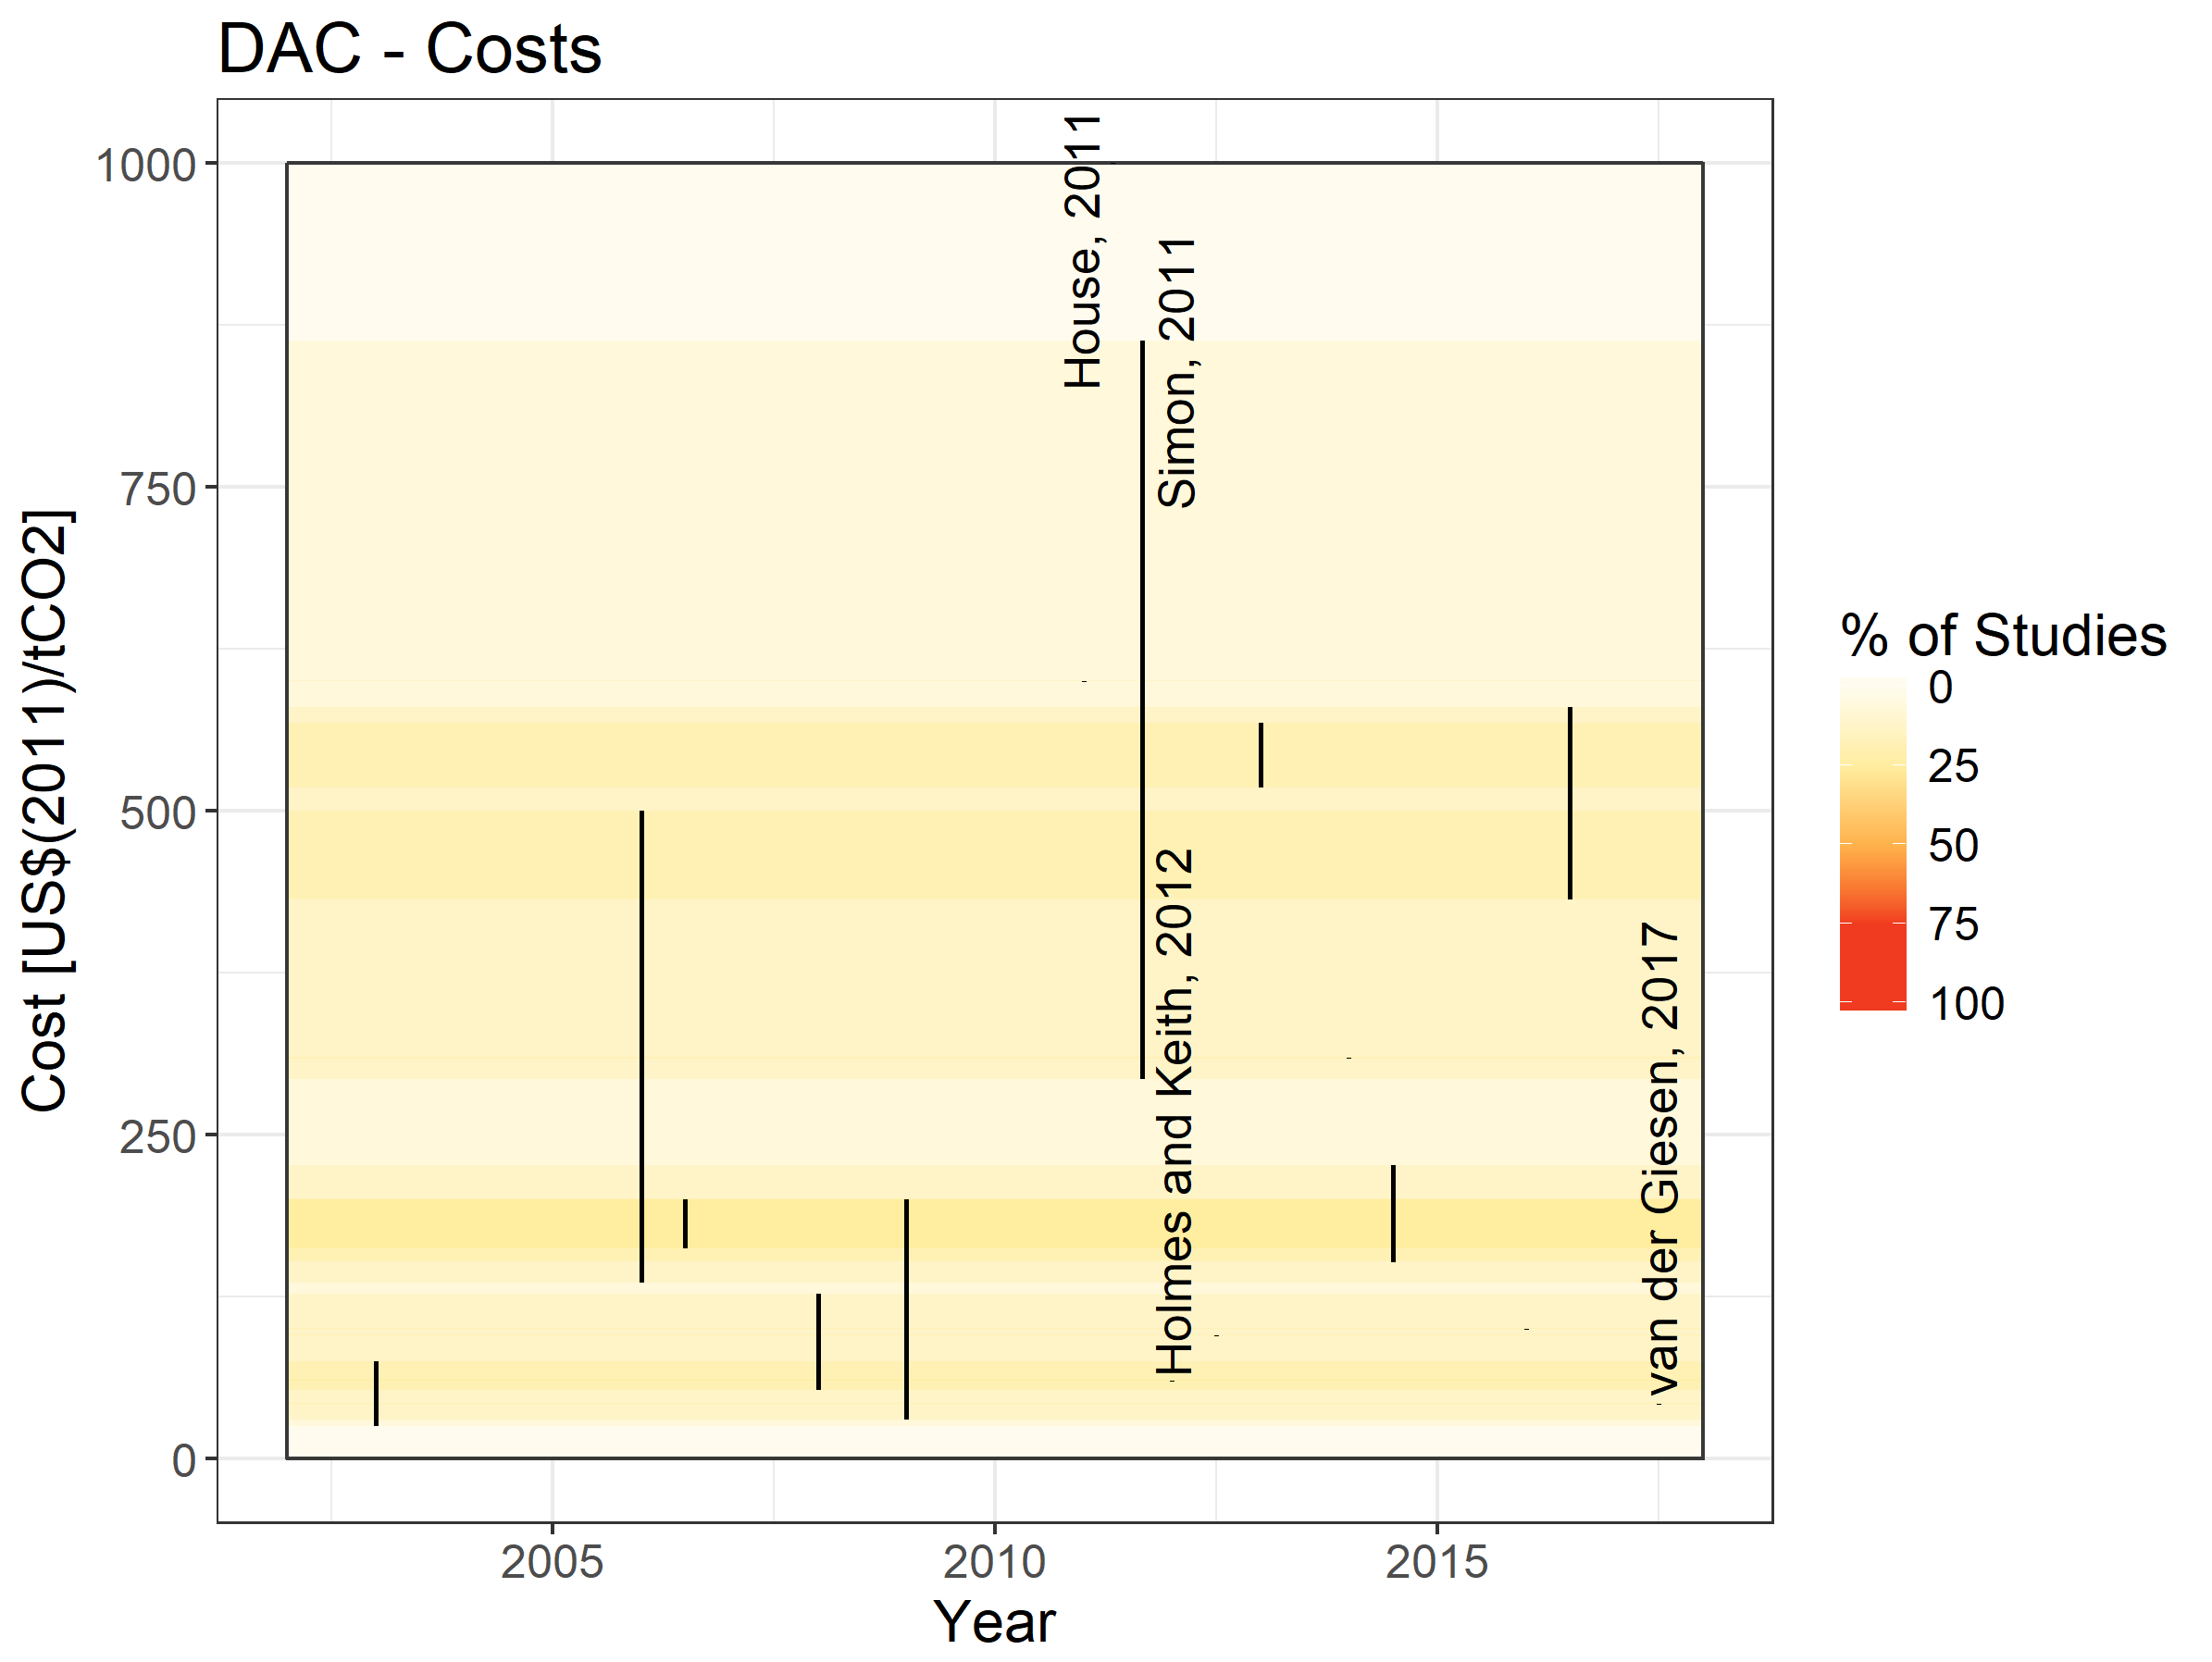 DAC - Costs
Cost [US$(2011)/tCO2]
1000
750
500
250
0
House, 2011
Simon, 2011
Holmes and Keith, 2012
van der Giesen, 2017
2005
2010
2015
Year
% of Studies
0
25
50
75
100